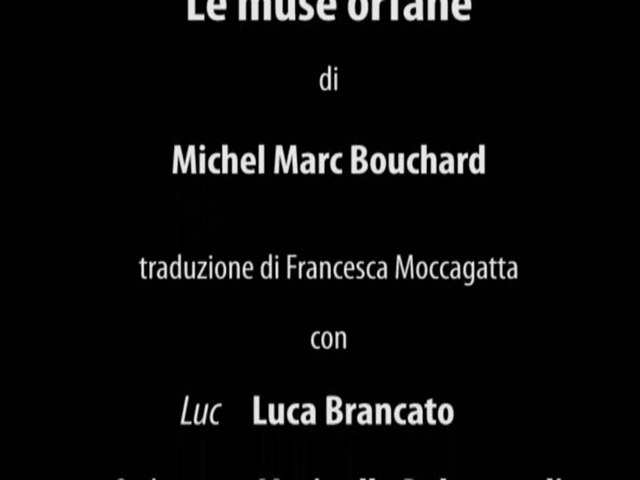 Le muse orfane
di
Michel Marc Bouchard
traduzione di Francesca Moccagatta
con
Luc Luca Brancato